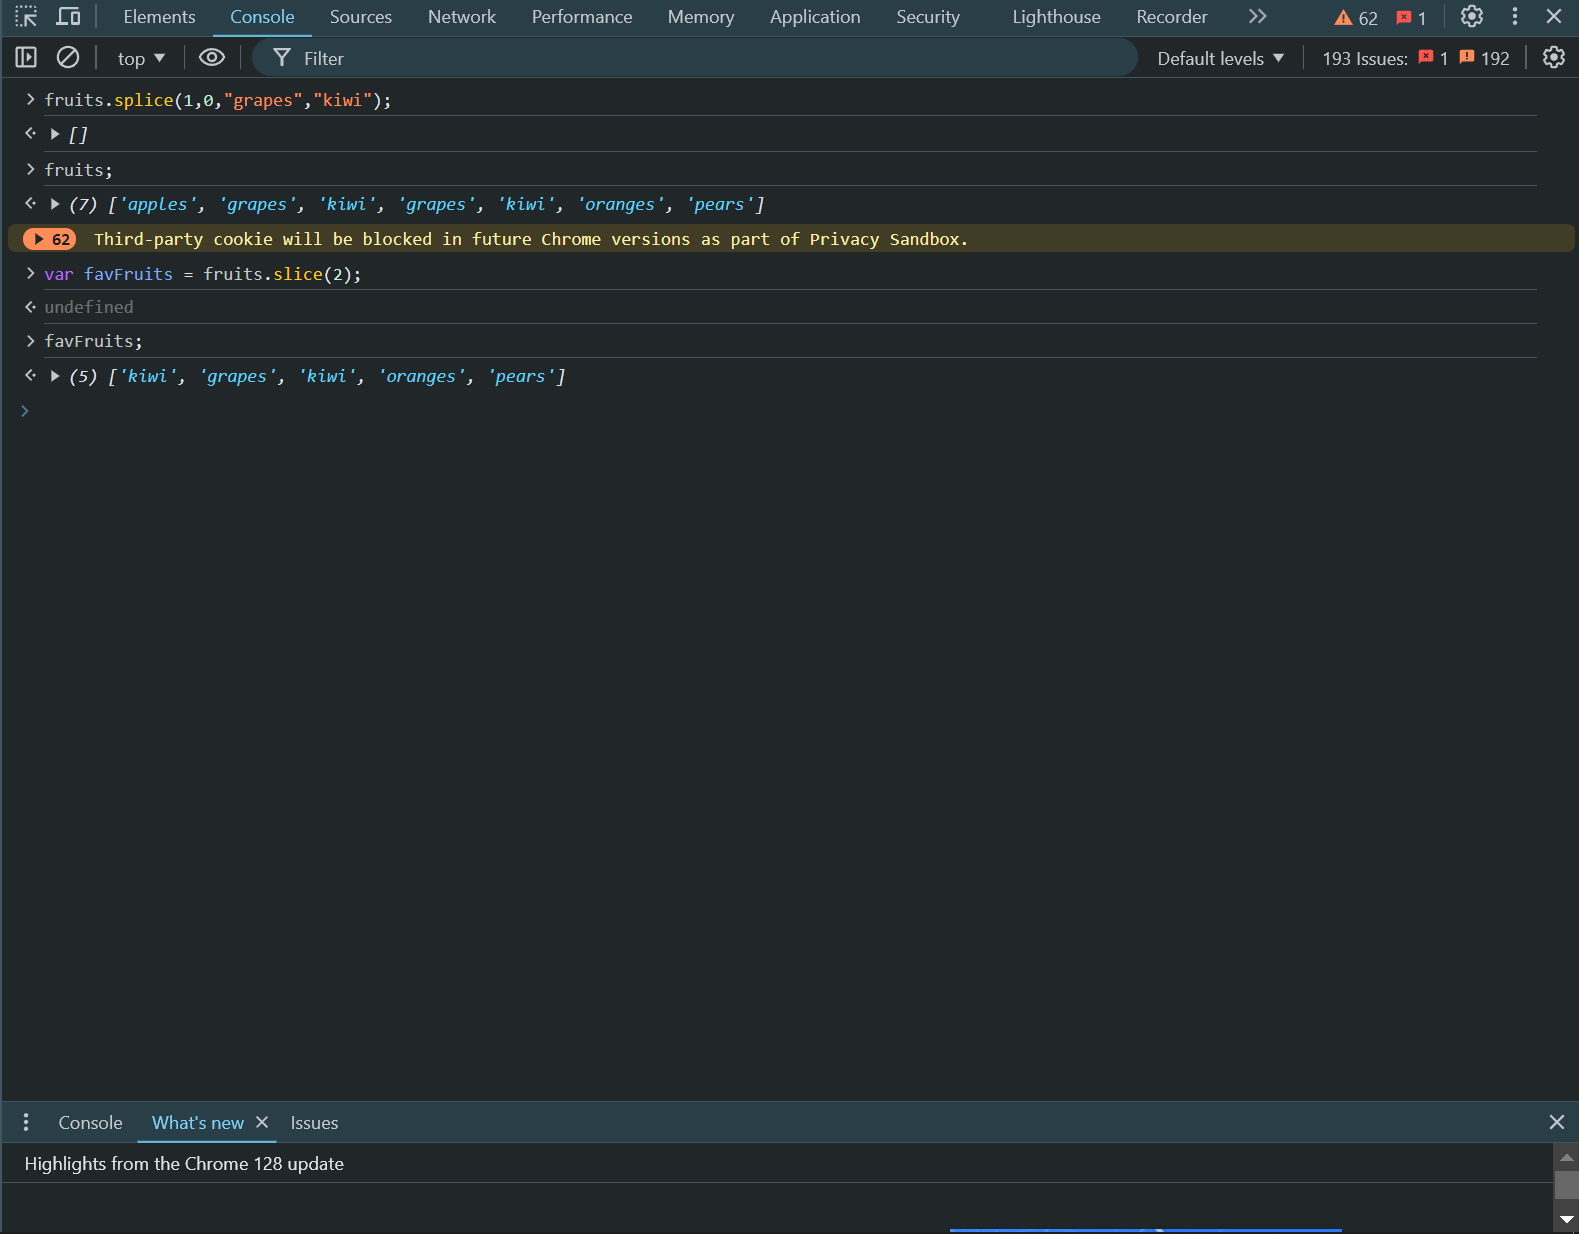 Elements Console Sources Network Performance Memory Application Security Lighthouse Recorder 62 1
top Filter Default levels 193 Issues: 1 192
fruits.splice(1,0,"grapes","kiwi");
[]
fruits;
(7) ['apples', 'grapes', 'kiwi', 'grapes', 'kiwi', 'oranges', 'pears']
62 Third-party cookie will be blocked in future Chrome versions as part of Privacy Sandbox.
var favFruits = fruits.slice(2);
undefined
favFruits;
(5) ['kiwi', 'grapes', 'kiwi', 'oranges', 'pears']
Console What's new Issues
Highlights from the Chrome 128 update